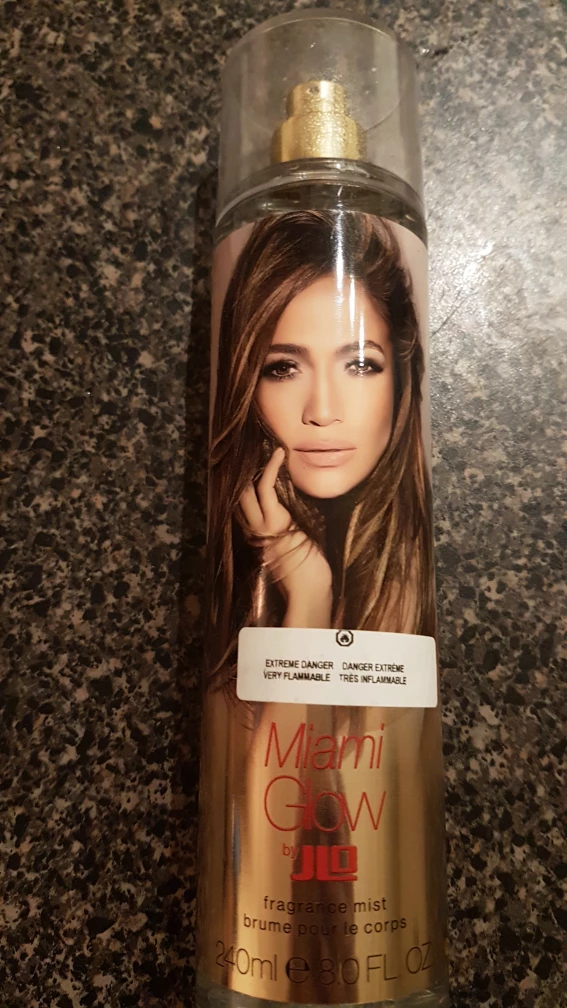 EXTREME DANGER DANGER EXTRÊME
VERY FLAMMABLE TRÈS INFLAMMABLE
Miami
Glow
by JLO
fragrance mist
brume pour le corps
240ml e 8.0 FL OZ